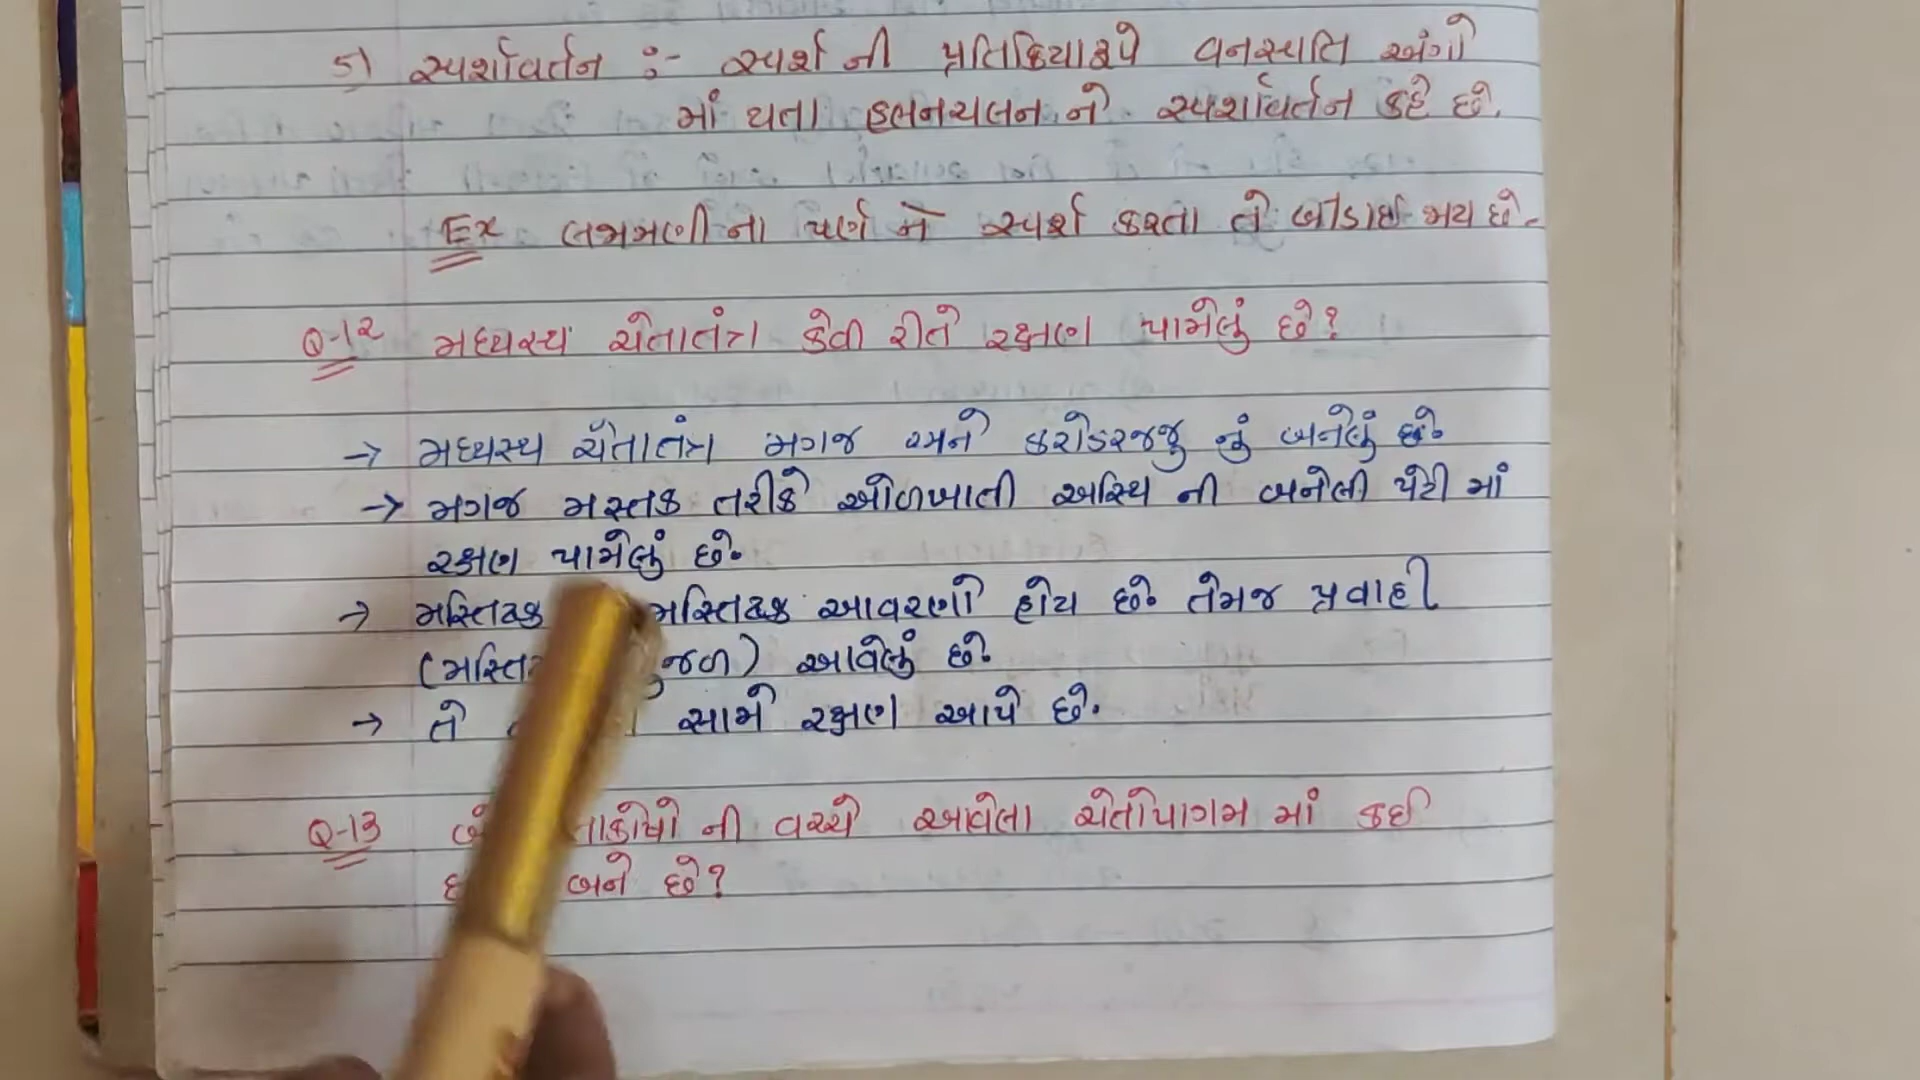 5) સ્પર્શાવર્તન :- સ્પર્શ ની પ્રતિક્રિયારૂપે વનસ્પતિ અંગો
માં થતા હલનચલન ને સ્પર્શાવર્તન કહે છે.
Ex લજામણીના પર્ણ ને સ્પર્શ કરતા તે બીડાઈ જાય છે.
Q-12 મધ્યસ્થ ચેતાતંત્ર કેવી રીતે રક્ષણ પામેલું છે?
→ મધ્યસ્થ ચેતાતંત્ર મગજ અને કરોડરજ્જુ નું બનેલું છે.
→ મગજ મસ્તક તરીકે ઓળખાતી અસ્થિ ની બનેલી પેટી માં
રક્ષણ પામેલું છે.
→ મસ્તિષ્ક મસ્તિષ્ક આવરણો હોય છે. તેમજ પ્રવાહી
આવેલું છે.
→ તે સામે રક્ષણ આપે છે.
Q-13 ની વચ્ચે આવેલા ચેતોપાગમ માં કઈ
બને છે?